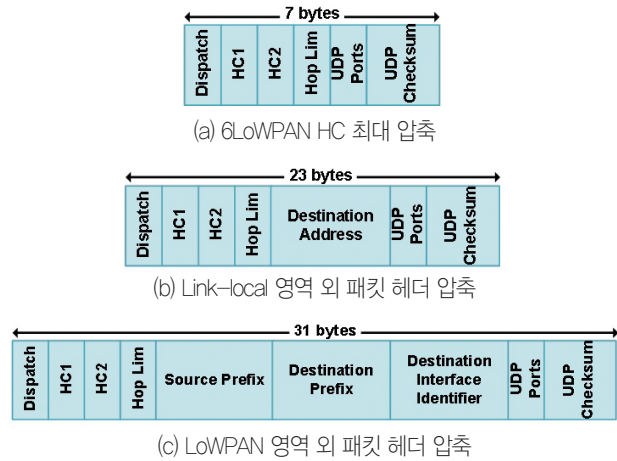 7 bytes
Dispatch
HC1
HC2
Hop Lim
UDP
Ports
UDP
Checksum
(a) 6LoWPAN HC 최대 압축
23 bytes
Dispatch
HC1
HC2
Hop Lim
Destination
Address
UDP
Ports
UDP
Checksum
(b) Link-local 영역 외 패킷 헤더 압축
31 bytes
Dispatch
HC1
HC2
Hop Lim
Source Prefix
Destination
Prefix
Destination
Interface
Identifier
UDP
Ports
UDP
Checksum
(c) LoWPAN 영역 외 패킷 헤더 압축